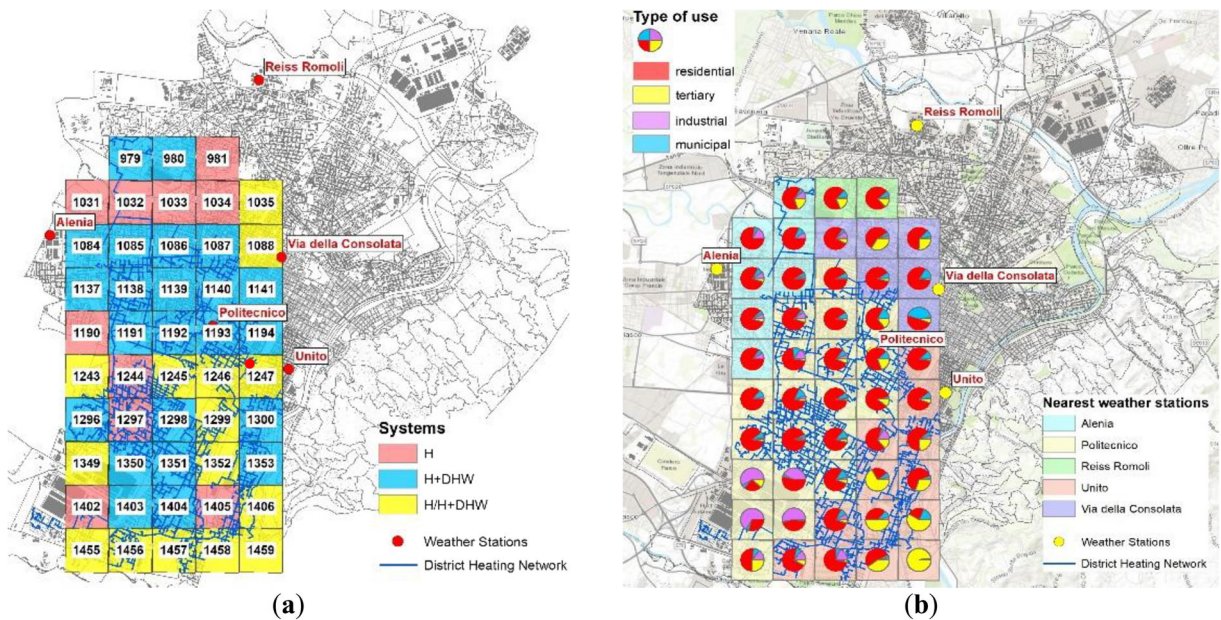 Reiss Romoli
979 980 981
1031 1032 1033 1034 1035
Alenia
1084 1085 1086 1087 1088
Via della Consolata
1137 1138 1139 1140 1141
Politecnico
1190 1191 1192 1193 1194
Unito
1243 1244 1245 1246 1247
1296 1297 1298 1299 1300
1349 1350 1351 1352 1353
1402 1403 1404 1405 1406
1455 1456 1457 1458 1459
Systems
H
H+DHW
H/H+DHW
Weather Stations
District Heating Network
(a)
Type of use
residential
tertiary
industrial
municipal
Venaria Reale
Reiss Romoli
Alenia
Via della Consolata
Politecnico
Unito
Nearest weather stations
Alenia
Politecnico
Reiss Romoli
Unito
Via della Consolata
Weather Stations
District Heating Network
(b)